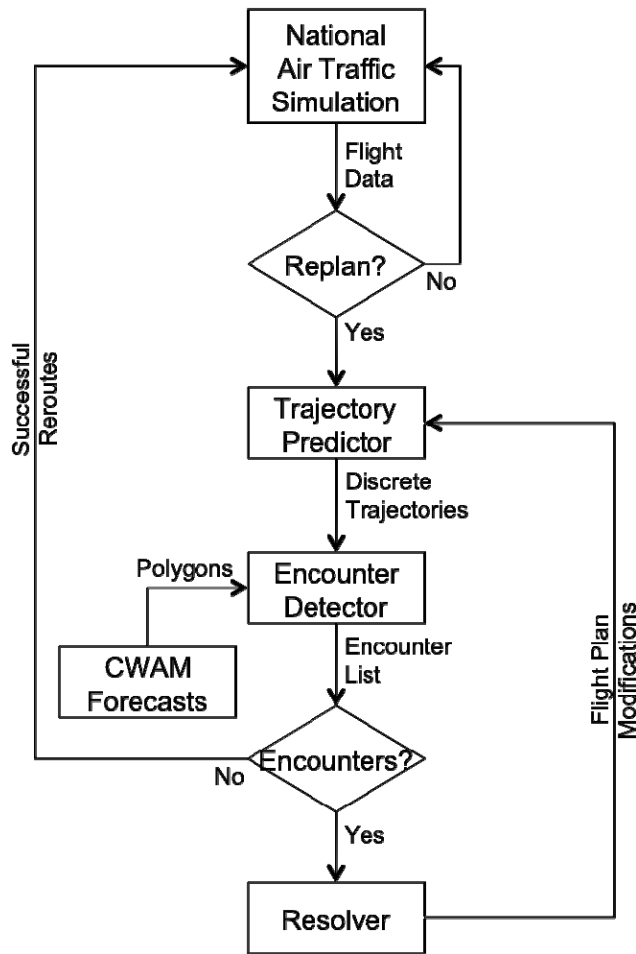 National
Air Traffic
Simulation
Flight
Data
Replan?
No
Yes
Successful
Reroutes
Trajectory
Predictor
Discrete
Trajectories
Polygons
Encounter
Detector
CWAM
Forecasts
Encounter
List
Flight Plan
Modifications
Encounters?
No
Yes
Resolver